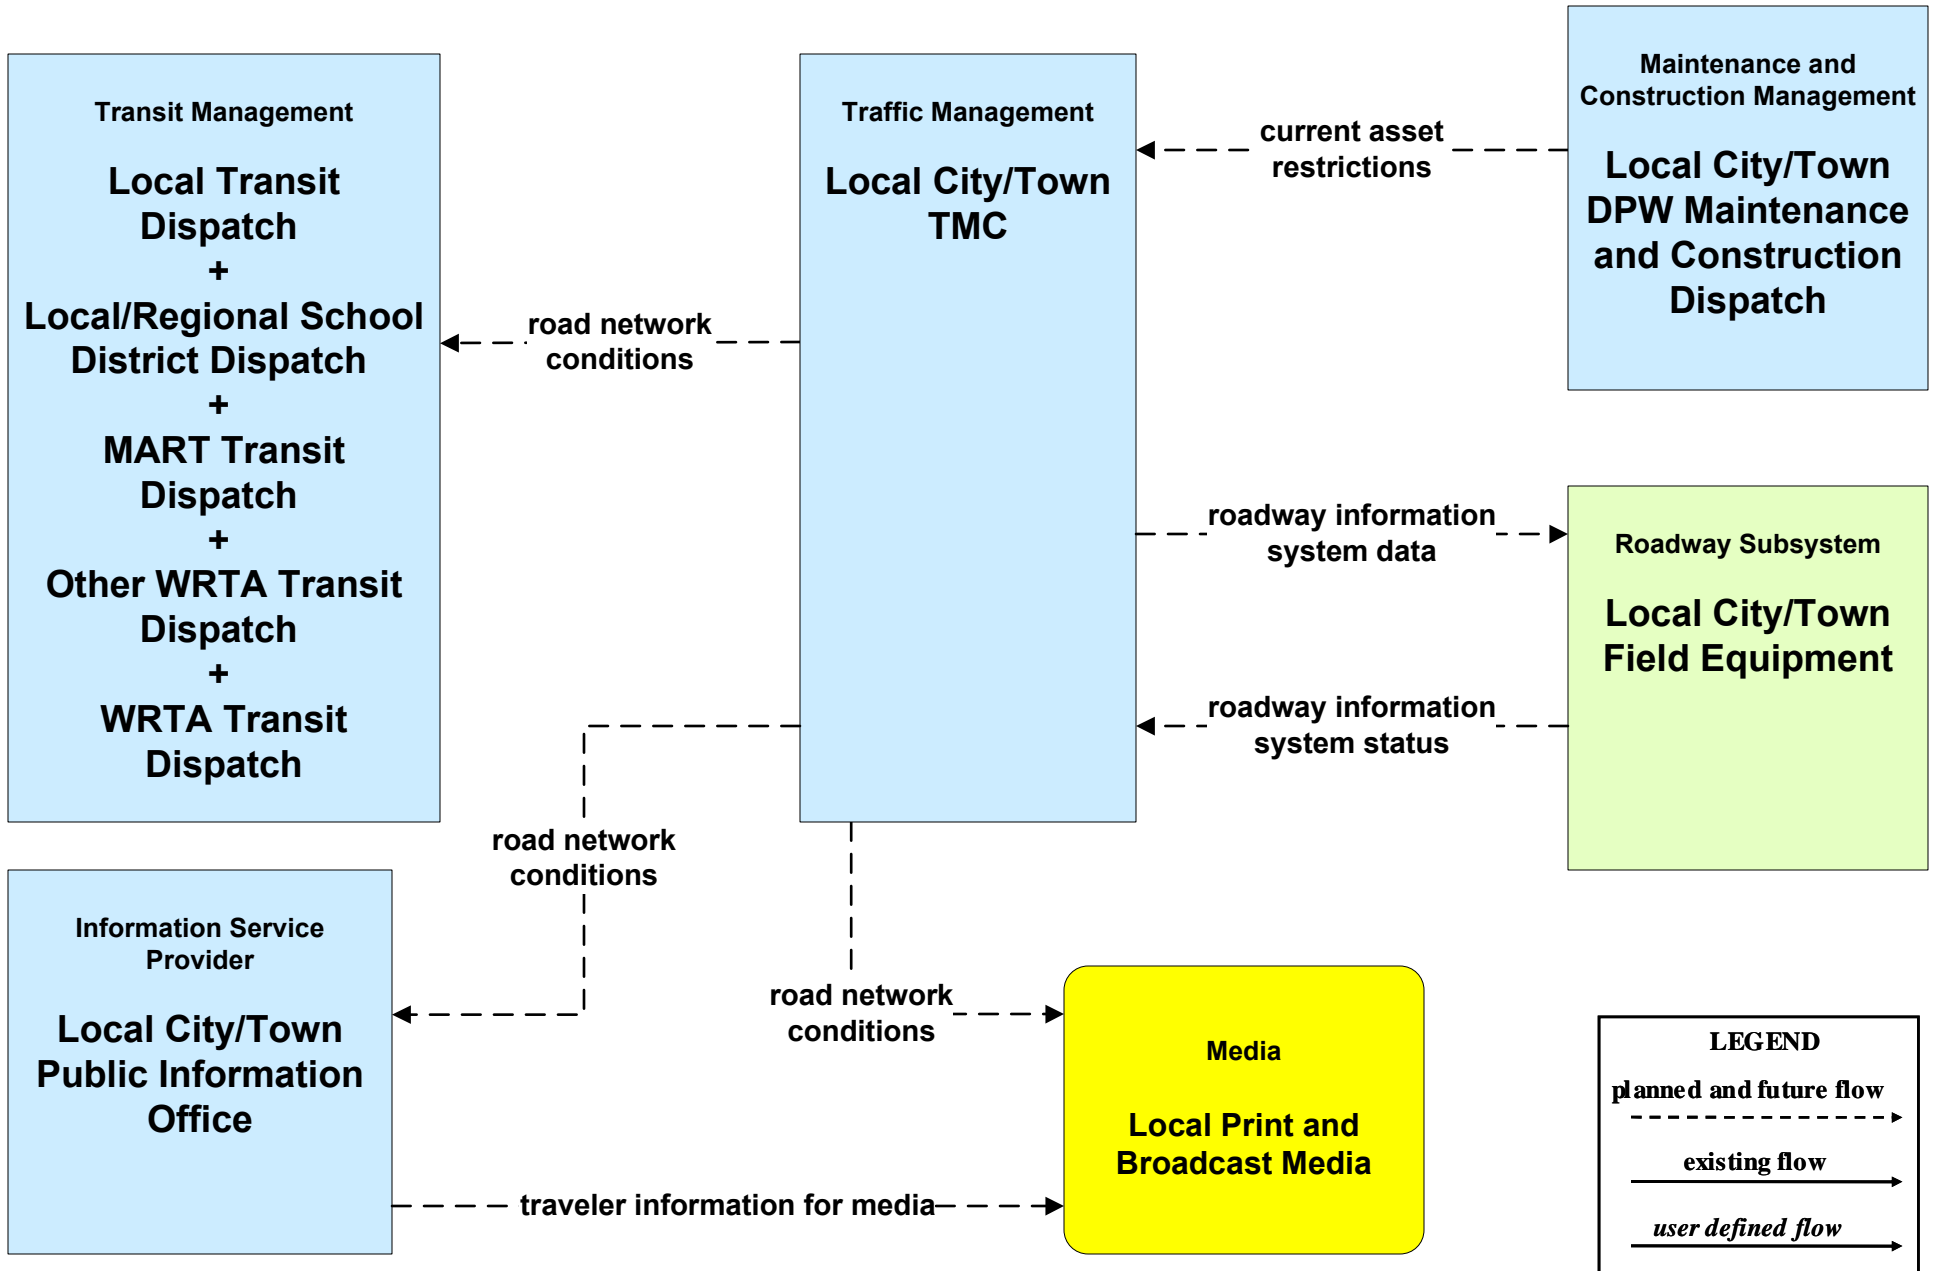 Transit Management
Local Transit
Dispatch
+
Local/Regional School
District Dispatch
+
MART Transit
Dispatch
+
Other WRTA Transit
Dispatch
+
WRTA Transit
Dispatch
road network
conditions
Traffic Management
Local City/Town
TMC
current asset
restrictions
Maintenance and
Construction Management
Local City/Town
DPW Maintenance
and Construction
Dispatch
roadway information
system data
roadway information
system status
Roadway Subsystem
Local City/Town
Field Equipment
road network
conditions
Information Service
Provider
Local City/Town
Public Information
Office
road network
conditions
traveler information for media
Media
Local Print and
Broadcast Media
LEGEND
planned and future flow
existing flow
user defined flow